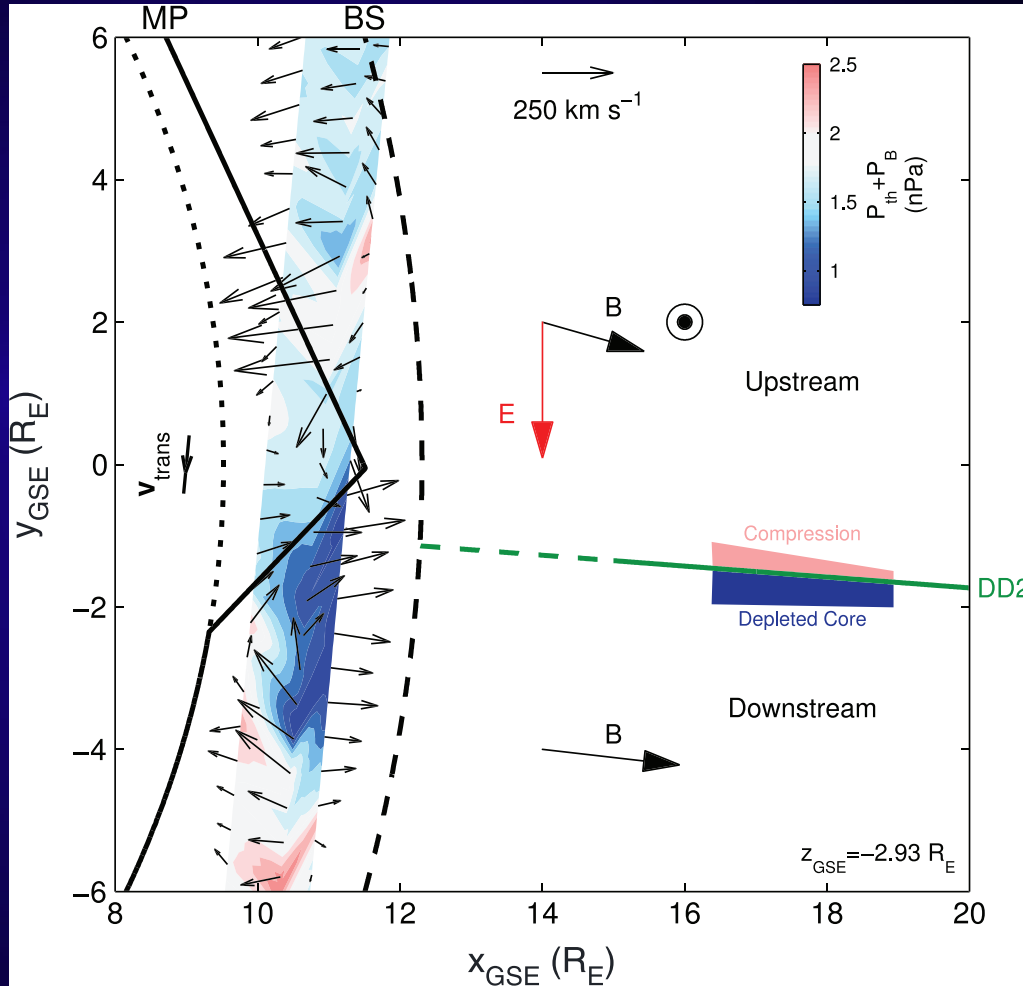 MP
BS
6
4
2
0
−2
−4
−6
8
10
12
14
16
18
20
y_GSE (R_E)
x_GSE (R_E)
250 km s⁻¹
2.5
2
1.5
1
P_th+P_B
(nPa)
B
Upstream
E
v_trans
Compression
DD2
Depleted Core
Downstream
B
z_GSE=−2.93 R_E